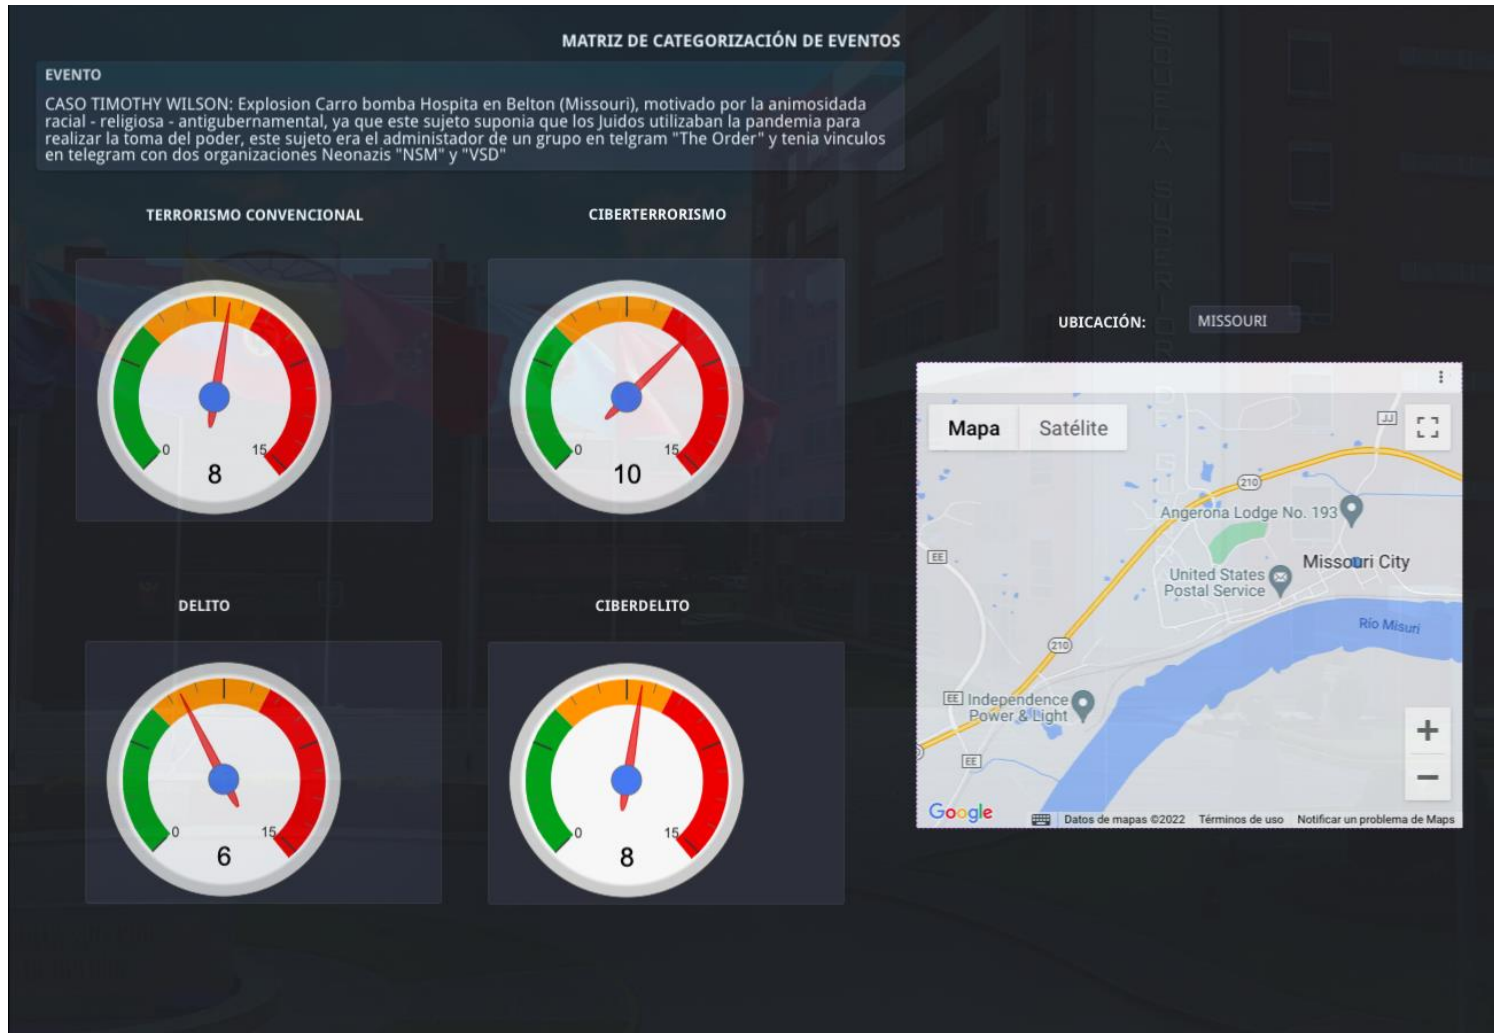 MATRIZ DE CATEGORIZACIÓN DE EVENTOS
EVENTO
CASO TIMOTHY WILSON: Explosion Carro bomba Hospita en Belton (Missouri), motivado por la animosidada
racial - religiosa - antigubernamental, ya que este sujeto suponia que los Juidos utilizaban la pandemia para
realizar la toma del poder, este sujeto era el administador de un grupo en telgram "The Order" y tenia vinculos
en telegram con dos organizaciones Neonazis "NSM" y "VSD"
TERRORISMO CONVENCIONAL
0
15
8
CIBERTERRORISMO
0
15
10
DELITO
0
15
6
CIBERDELITO
0
15
8
UBICACIÓN:
MISSOURI
Mapa
Satélite
JJ
210
Angerona Lodge No. 193
EE
Missouri City
United States
Postal Service
Río Misuri
210
EE
Independence
Power & Light
EE
+
−
Google
Datos de mapas ©2022
Términos de uso
Notificar un problema de Maps